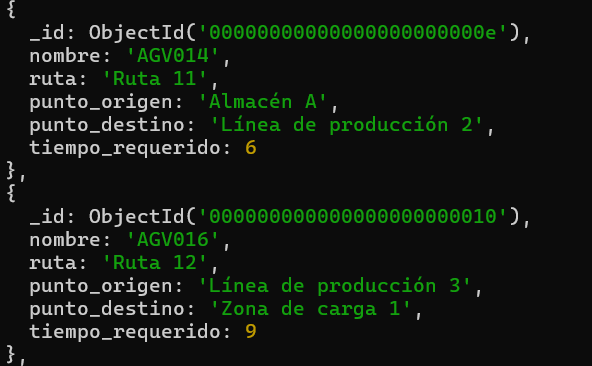 {
  _id: ObjectId('00000000000000000000000e'),
  nombre: 'AGV014',
  ruta: 'Ruta 11',
  punto_origen: 'Almacén A',
  punto_destino: 'Línea de producción 2',
  tiempo_requerido: 6
},
{
  _id: ObjectId('000000000000000000000010'),
  nombre: 'AGV016',
  ruta: 'Ruta 12',
  punto_origen: 'Línea de producción 3',
  punto_destino: 'Zona de carga 1',
  tiempo_requerido: 9
},